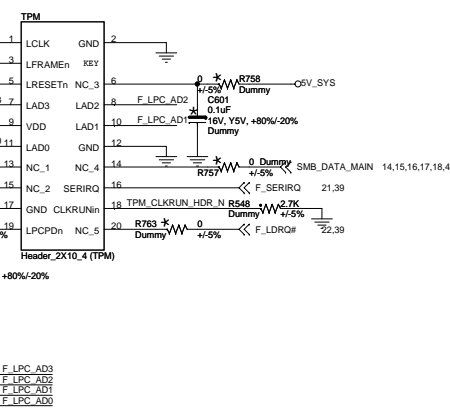 TPM
1 LCLK GND 2
3 LFRAMEn KEY
5 LRESETn NC_3 6 0 R758 5V_SYS
+/-5% Dummy
7 LAD3 LAD2 8 F_LPC_AD2 C601
0.1uF
9 VDD LAD1 10 F_LPC_AD1 16V, Y5V, +80%/-20%
Dummy
11 LAD0 GND 12
13 NC_1 NC_4 14 R757 0 Dummy SMB_DATA_MAIN 14,15,16,17,18,4
+/-5%
15 NC_2 SERIRQ 16 F_SERIRQ 21,39
17 GND CLKRUNin 18 TPM_CLKRUN_HDR_N R548 2.7K
Dummy +/-5%
19 LPCPDn NC_5 20 R763 0 F_LDRQ# 22,39
% Dummy +/-5%
Header_2X10_4 (TPM)
+80%/-20%
F_LPC_AD3
F_LPC_AD2
F_LPC_AD1
F_LPC_AD0